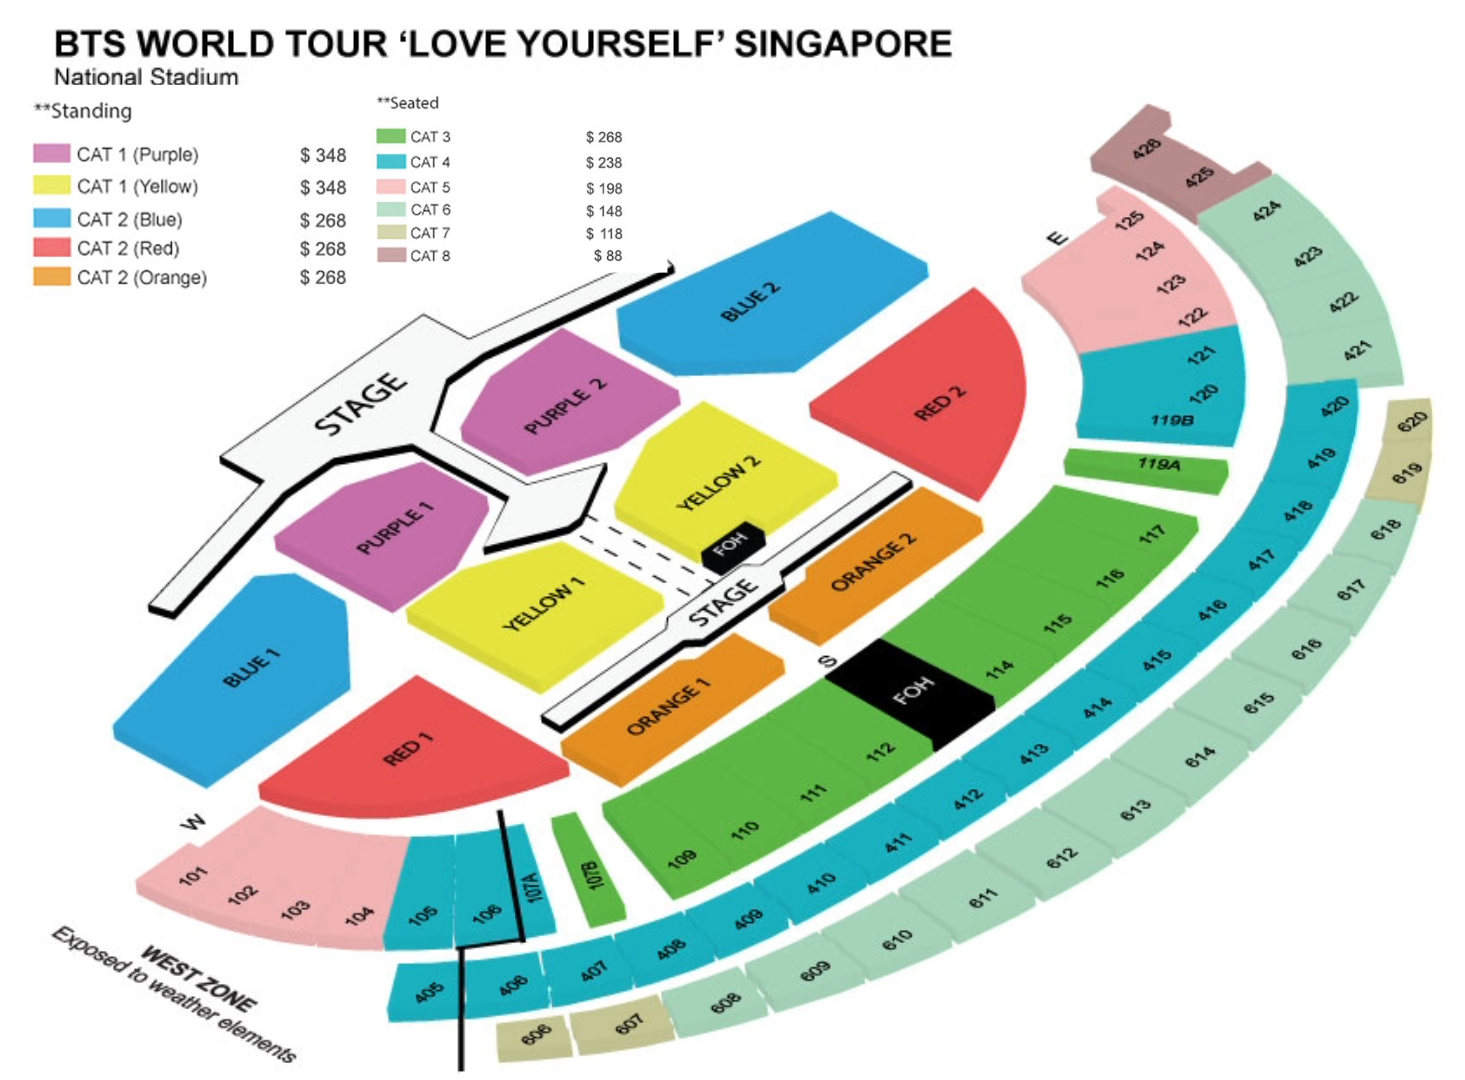 BTS WORLD TOUR ‘LOVE YOURSELF’ SINGAPORE
National Stadium
**Standing
CAT 1 (Purple) $ 348
CAT 1 (Yellow) $ 348
CAT 2 (Blue) $ 268
CAT 2 (Red) $ 268
CAT 2 (Orange) $ 268
**Seated
CAT 3 $ 268
CAT 4 $ 238
CAT 5 $ 198
CAT 6 $ 148
CAT 7 $ 118
CAT 8 $ 88
STAGE
BLUE 2
PURPLE 2
RED 2
YELLOW 2
FOH
PURPLE 1
YELLOW 1
STAGE
ORANGE 2
BLUE 1
RED 1
ORANGE 1
S
FOH
E
W
426
425
424
423
422
421
420
419
418
417
416
415
414
413
412
411
410
409
408
407
406
405
125
124
123
122
121
120
119B
119A
117
116
115
114
112
111
110
109
107B
107A
106
105
104
103
102
101
620
619
618
617
616
615
614
613
612
611
610
609
608
607
606
WEST ZONE
Exposed to weather elements